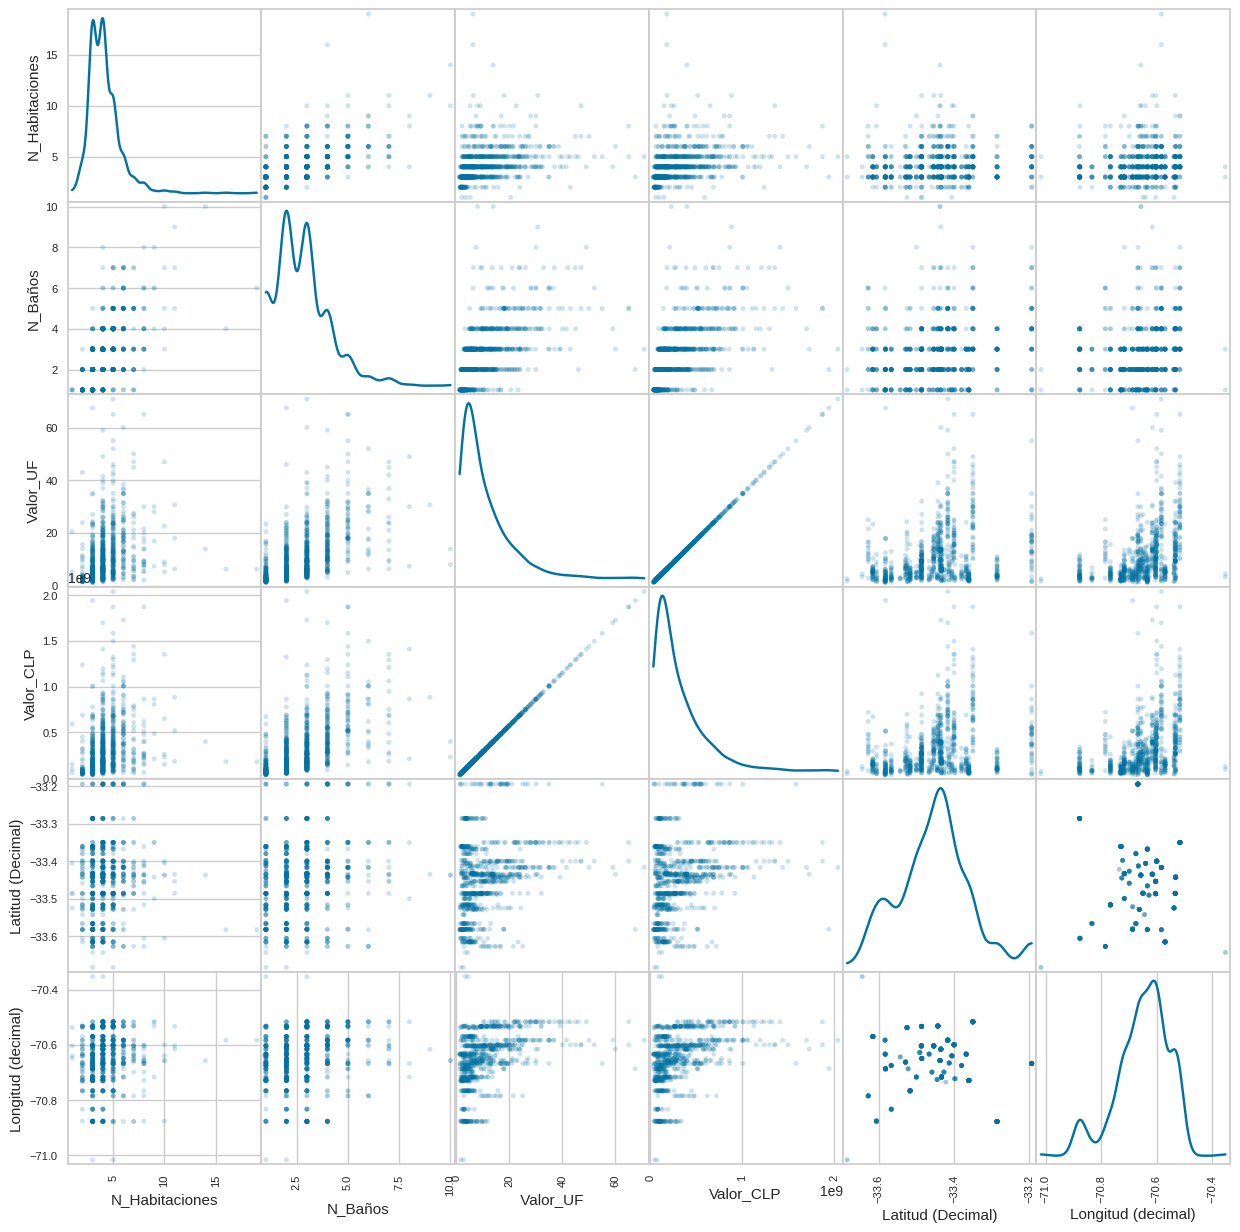 N_Habitaciones
15
10
5
N_Baños
10
8
6
4
2
Valor_UF
60
40
20
0
1e9
Valor_CLP
2.0
1.5
1.0
0.5
0.0
Latitud (Decimal)
−33.2
−33.3
−33.4
−33.5
−33.6
Longitud (decimal)
−70.4
−70.6
−70.8
−71.0
5 10 15
2.5 5.0 7.5 10.0
0 20 40 60
0 1 2
1e9
−33.6 −33.4 −33.2
−71.0 −70.8 −70.6 −70.4
N_Habitaciones N_Baños Valor_UF Valor_CLP Latitud (Decimal) Longitud (decimal)